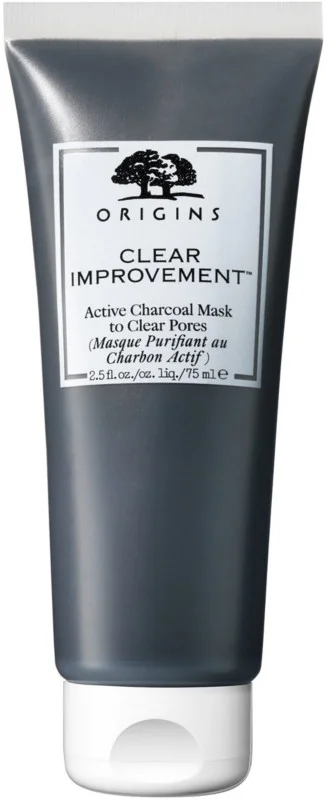 ORIGINS
CLEAR
IMPROVEMENT™
Active Charcoal Mask
to Clear Pores
(Masque Purifiant au
Charbon Actif)
2.5 fl. oz./oz. liq./75 ml e